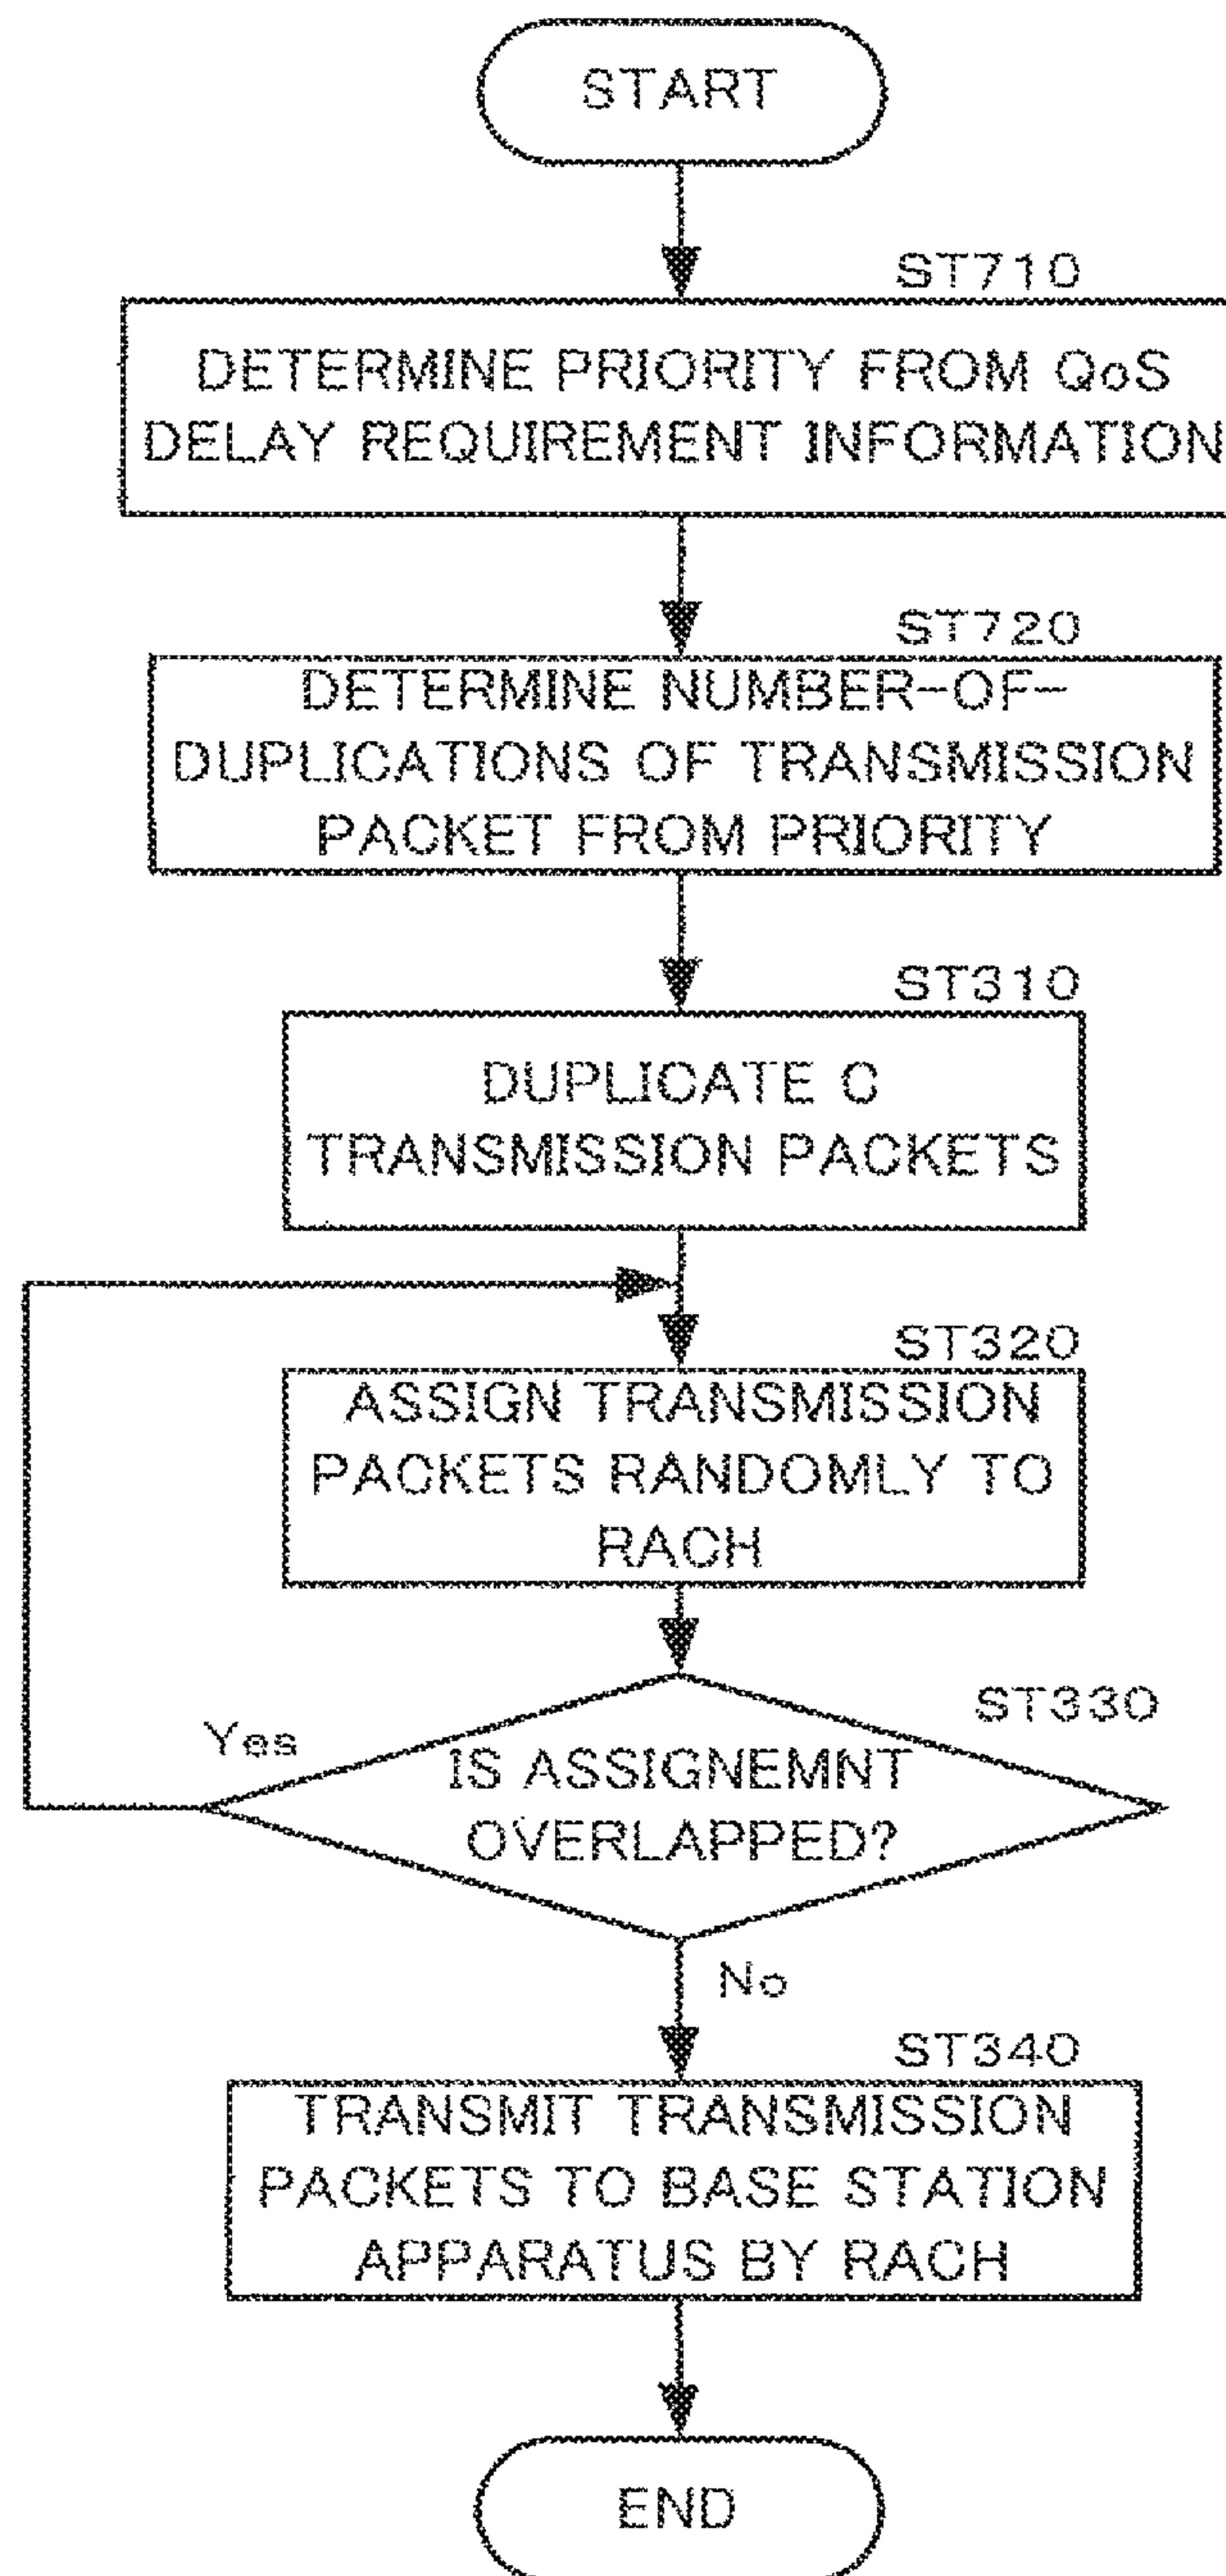 START
ST710
DETERMINE PRIORITY FROM QoS
DELAY REQUIREMENT INFORMATION
ST720
DETERMINE NUMBER-OF-
DUPLICATIONS OF TRANSMISSION
PACKET FROM PRIORITY
ST310
DUPLICATE C
TRANSMISSION PACKETS
ST320
ASSIGN TRANSMISSION
PACKETS RANDOMLY TO
RACH
ST330
Yes
IS ASSIGNEMNT
OVERLAPPED?
No
ST340
TRANSMIT TRANSMISSION
PACKETS TO BASE STATION
APPARATUS BY RACH
END